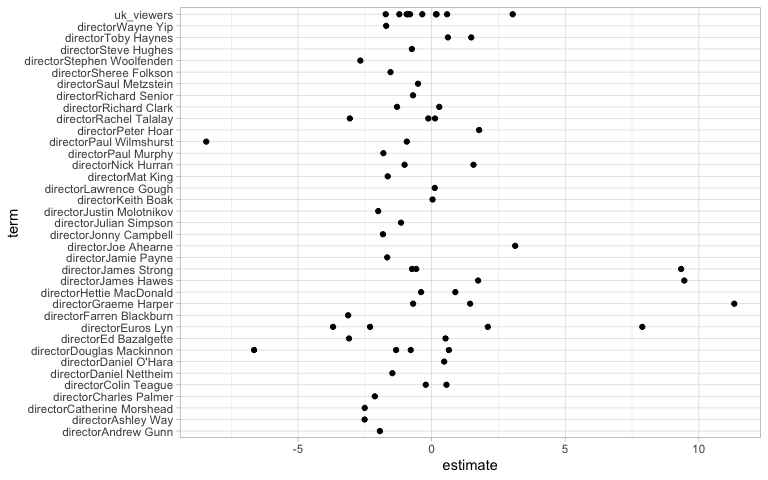 uk_viewers
directorWayne Yip
directorToby Haynes
directorSteve Hughes
directorStephen Woolfenden
directorSheree Folkson
directorSaul Metzstein
directorRichard Senior
directorRichard Clark
directorRachel Talalay
directorPeter Hoar
directorPaul Wilmshurst
directorPaul Murphy
directorNick Hurran
directorMat King
directorLawrence Gough
directorKeith Boak
directorJustin Molotnikov
directorJulian Simpson
directorJonny Campbell
directorJoe Ahearne
directorJamie Payne
directorJames Strong
directorJames Hawes
directorHettie MacDonald
directorGraeme Harper
directorFarren Blackburn
directorEuros Lyn
directorEd Bazalgette
directorDouglas Mackinnon
directorDaniel O'Hara
directorDaniel Nettheim
directorColin Teague
directorCharles Palmer
directorCatherine Morshead
directorAshley Way
directorAndrew Gunn
term
-5 0 5 10
estimate